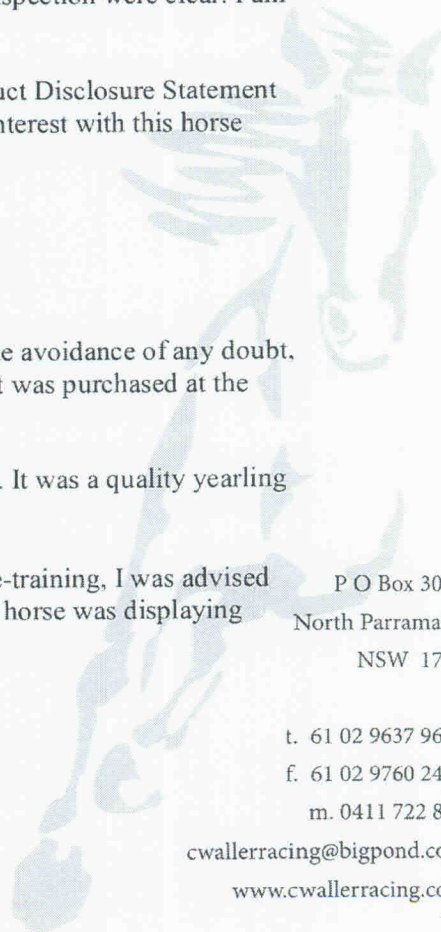 spection were clear. I am
uct Disclosure Statement
nterest with this horse
e avoidance of any doubt,
t was purchased at the
. It was a quality yearling
e-training, I was advised
horse was displaying
P O Box 30
North Parrama
NSW 17
t. 61 02 9637 96
f. 61 02 9760 24
m. 0411 722 8
cwallerracing@bigpond.co
www.cwallerracing.co